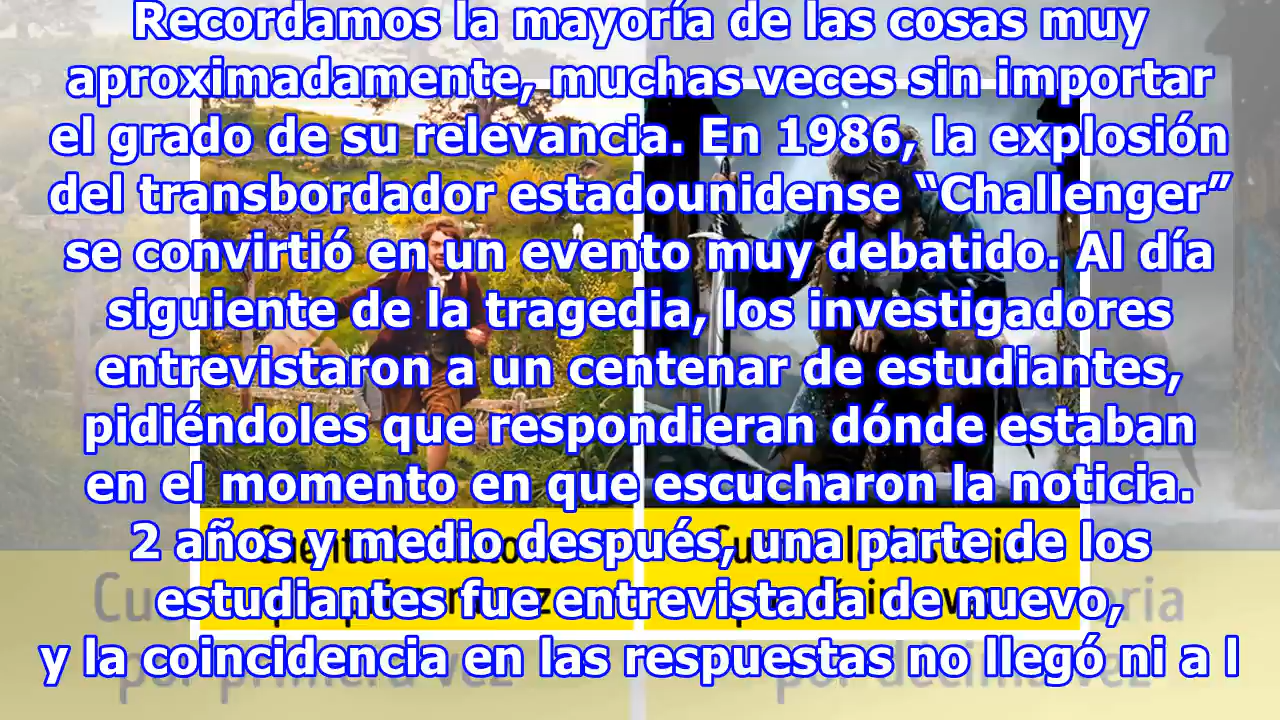 Recordamos la mayoría de las cosas muy
aproximadamente, muchas veces sin importar
el grado de su relevancia. En 1986, la explosión
del transbordador estadounidense “Challenger”
se convirtió en un evento muy debatido. Al día
siguiente de la tragedia, los investigadores
entrevistaron a un centenar de estudiantes,
pidiéndoles que respondieran dónde estaban
en el momento en que escucharon la noticia.
2 años y medio después, una parte de los
estudiantes fue entrevistada de nuevo,
y la coincidencia en las respuestas no llegó ni a l